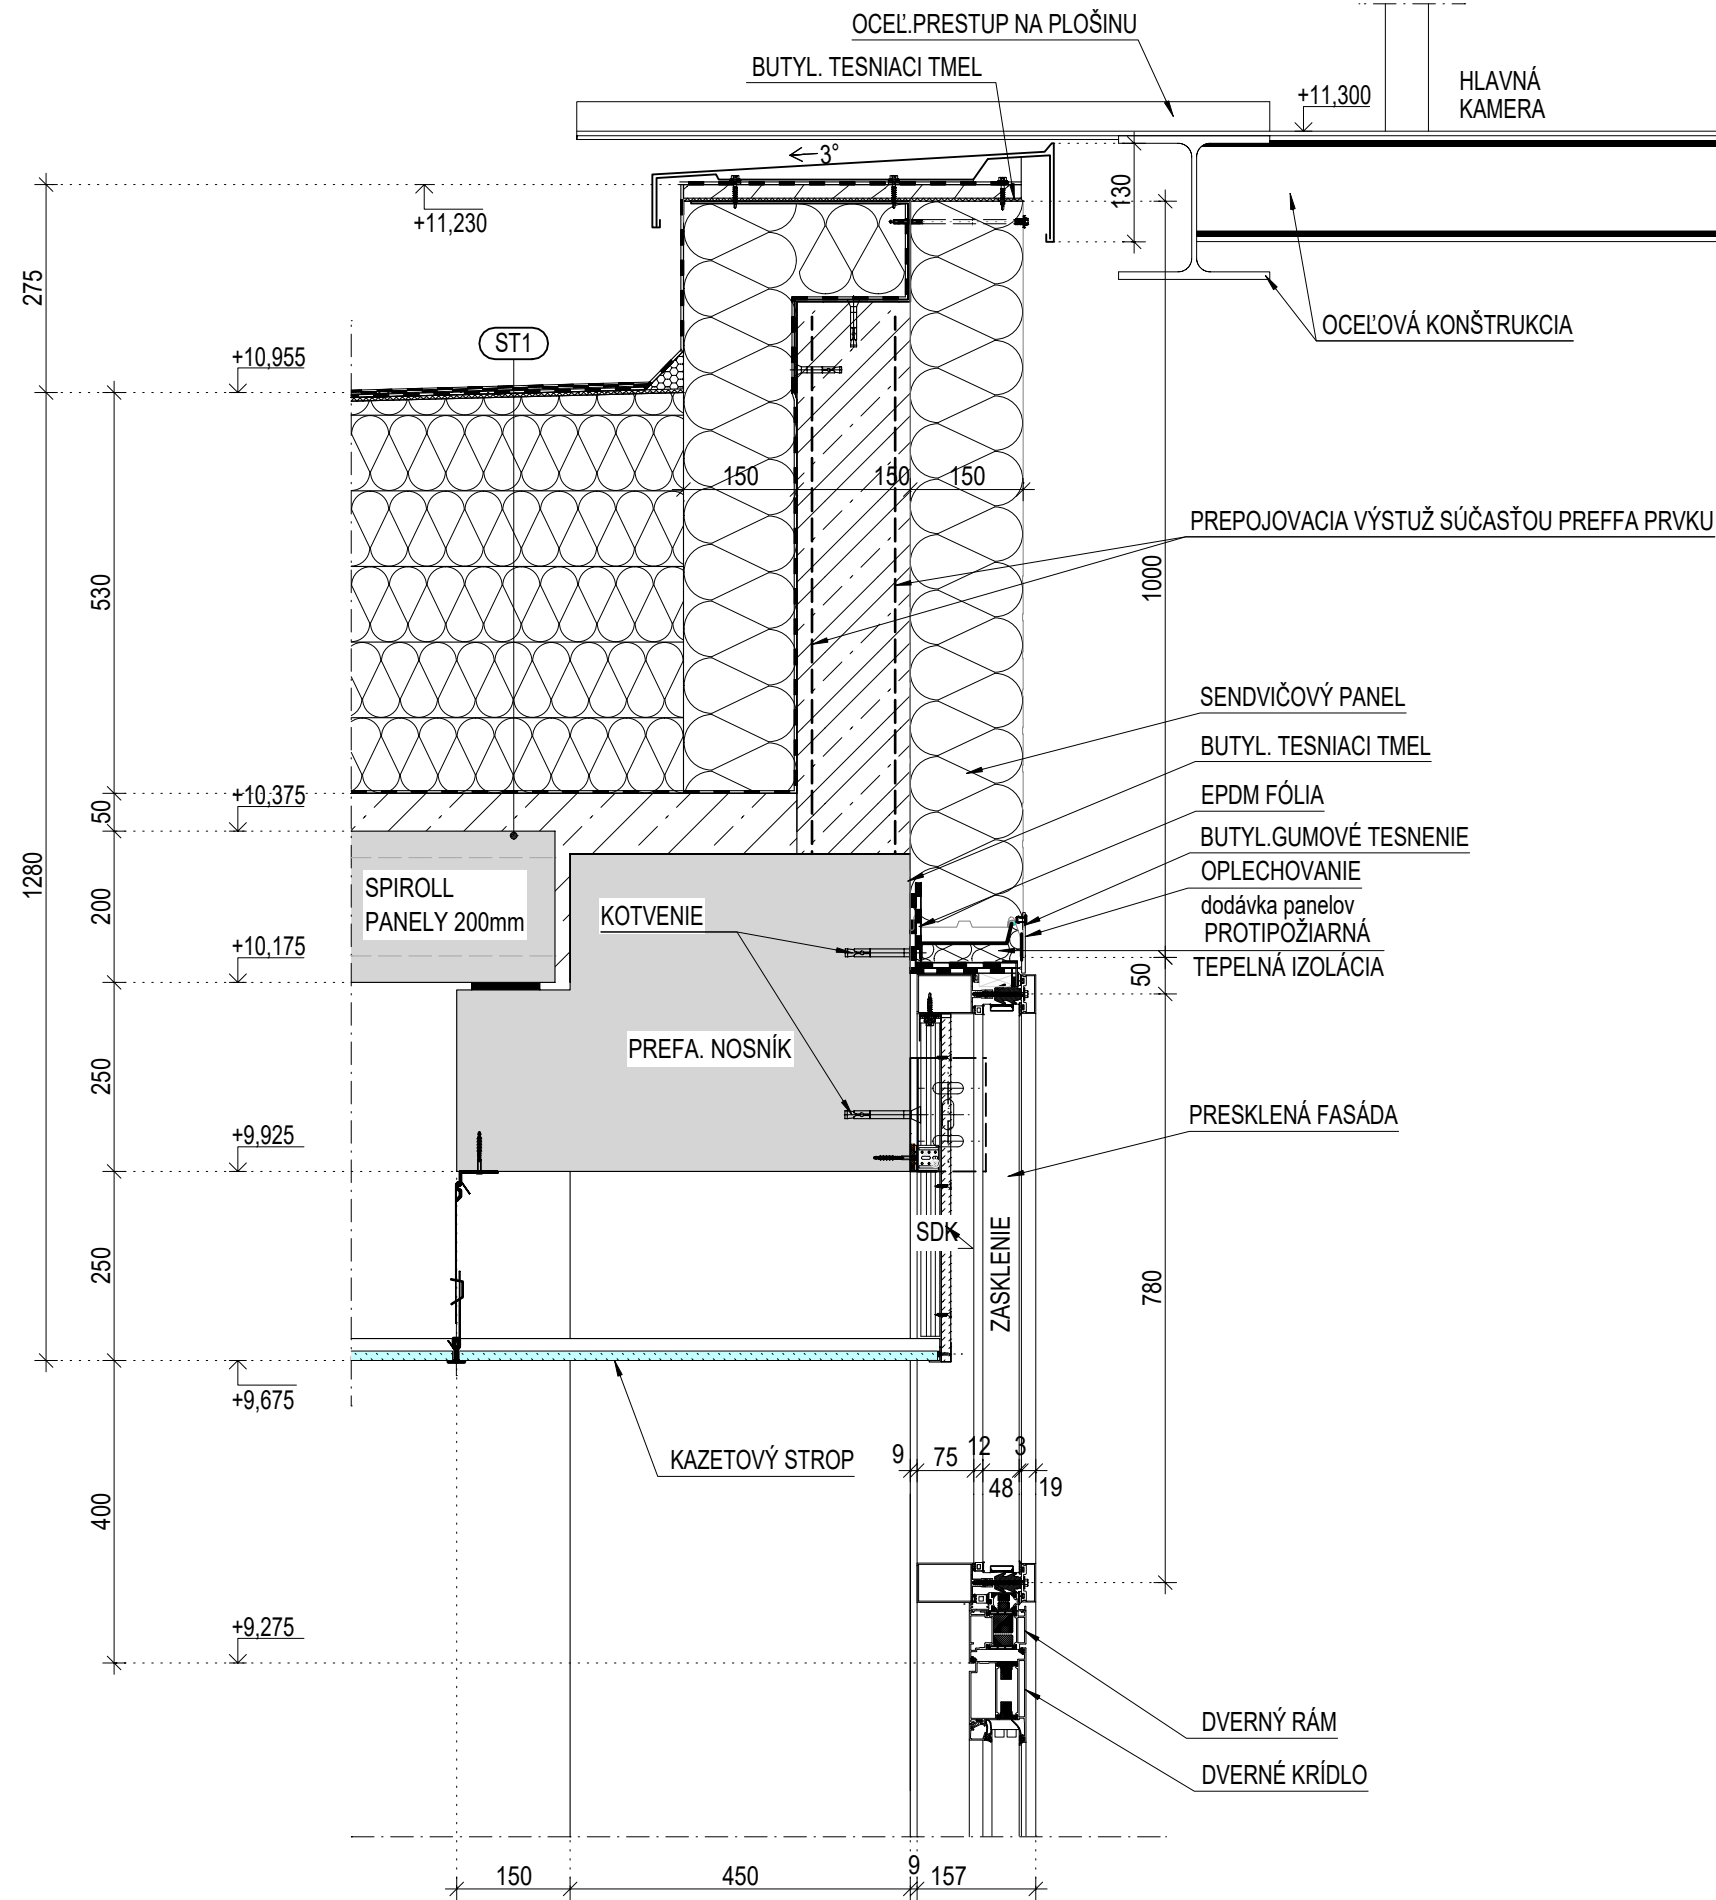 OCEĽ.PRESTUP NA PLOŠINU
BUTYL. TESNIACI TMEL
HLAVNÁ
KAMERA
+11,300
3°
130
+11,230
275
OCEĽOVÁ KONŠTRUKCIA
ST1
+10,955
150
150
150
PREPOJOVACIA VÝSTUŽ SÚČASŤOU PREFFA PRVKU
1000
530
SENDVIČOVÝ PANEL
BUTYL. TESNIACI TMEL
+10,375
EPDM FÓLIA
50
BUTYL.GUMOVÉ TESNENIE
1280
OPLECHOVANIE
dodávka panelov
SPIROLL
PANELY 200mm
200
KOTVENIE
PROTIPOŽIARNÁ
TEPELNÁ IZOLÁCIA
+10,175
50
PREFA. NOSNÍK
250
PRESKLENÁ FASÁDA
+9,925
SDK
ZASKLENIE
250
780
+9,675
KAZETOVÝ STROP
9
75
12
3
48
19
400
+9,275
DVERNÝ RÁM
DVERNÉ KRÍDLO
150
450
9
157